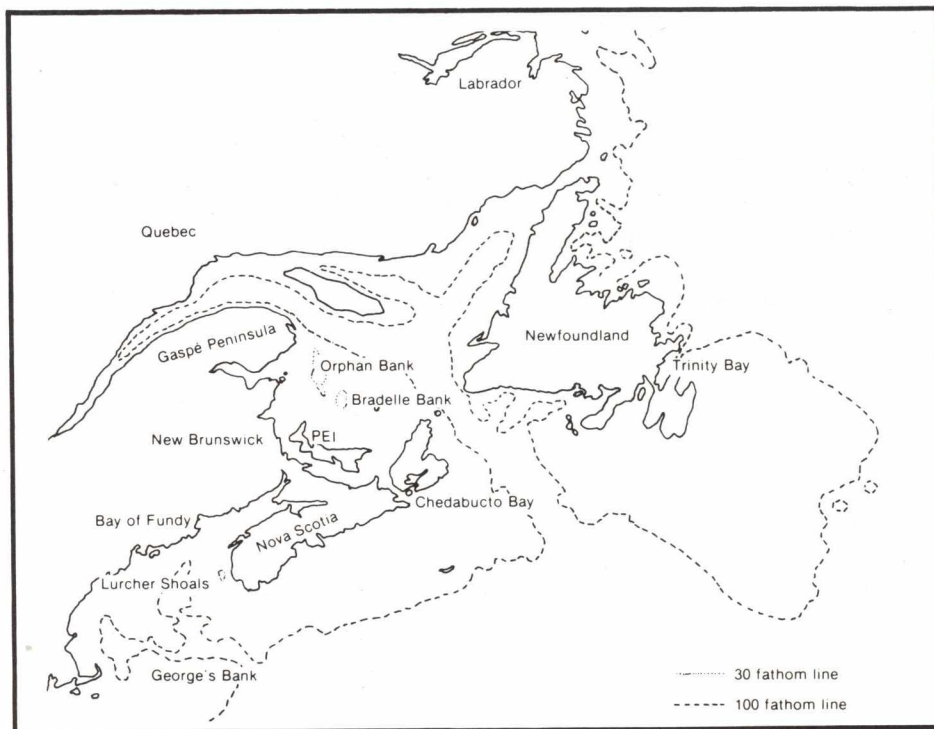 Labrador
Quebec
Newfoundland
Gaspé Peninsula
Orphan Bank
Trinity Bay
Bradelle Bank
New Brunswick
PEI
Chedabucto Bay
Bay of Fundy
Nova Scotia
Lurcher Shoals
George's Bank
30 fathom line
100 fathom line